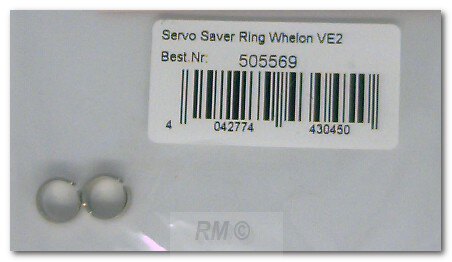 Servo Saver Ring Whelon VE2
Best.Nr. 505569
4 042774 430450
RM ©